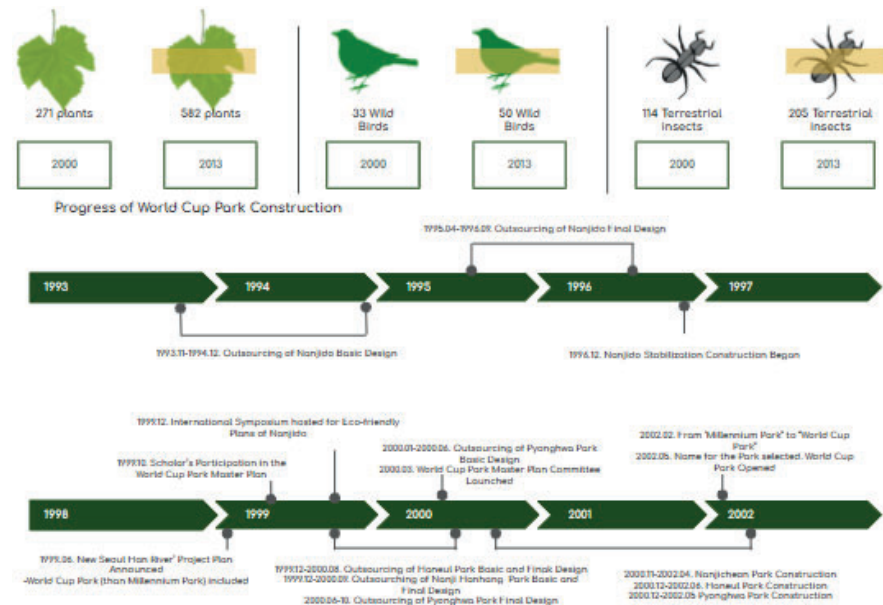 271 plants
582 plants
33 Wild
Birds
50 Wild
Birds
114 Terrestrial
insects
205 Terrestrial
insects
2000
2013
2000
2013
2000
2013
Progress of World Cup Park Construction
1995.04-1996.09. Outsourcing of Nanjido Final Design
1993
1994
1995
1996
1997
1993.11-1994.12. Outsourcing of Nanjido Basic Design
1996.12. Nanjido Stabilization Construction Began
1999.12. International Symposium hosted for Eco-friendly
Plans of Nanjido
1999.10. Scholar's Participation in the
World Cup Park Master Plan
2000.01-2000.06. Outsourcing of Pyonghwa Park
Basic Design
2000.03. World Cup Park Master Plan Committee
Launched
2002.02. From "Millennium Park" to "World Cup
Park"
2002.05. Name for the Park selected. World Cup
Park Opened
1998
1999
2000
2001
2002
1999.06. New Seoul Han River' Project Plan
Announced
-World Cup Park (than Millennium Park) included
1999.12-2000.08. Outsourcing of Haneul Park Basic and Finak Design
1999.12-2000.09. Outsourching of Nanji Hanhang Park Basic and
Final Design
2000.06-10. Outsourcing of Pyonghwa Park Final Design
2000.11-2002.04. Nanjicheon Park Construction
2000.12-2002.06. Haneul Park Construction
2000.12-2002.05 Pyonghwa Park Construction